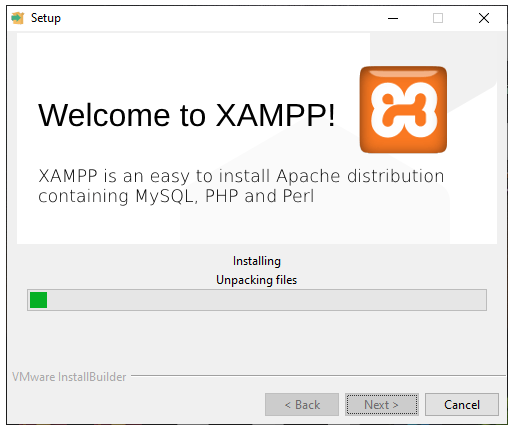 Setup
Welcome to XAMPP!
XAMPP is an easy to install Apache distribution
containing MySQL, PHP and Perl
Installing
Unpacking files
VMware InstallBuilder
< Back
Next >
Cancel